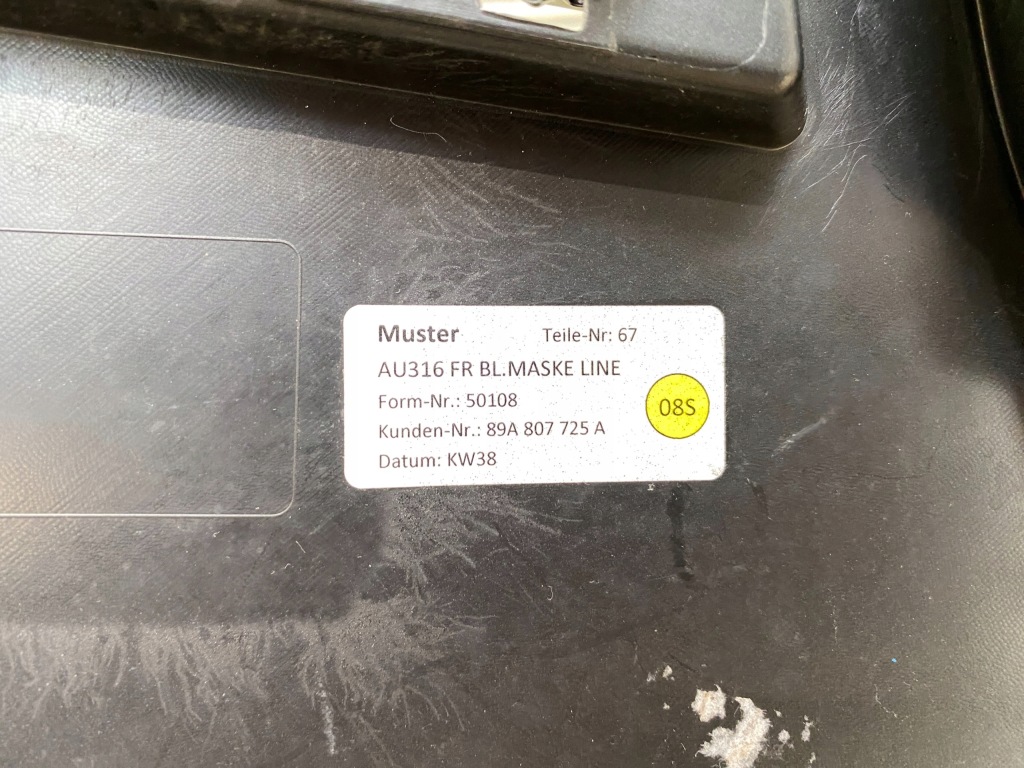 Muster Teile-Nr: 67
AU316 FR BL.MASKE LINE
Form-Nr.: 50108
Kunden-Nr.: 89A 807 725 A
Datum: KW38
08S